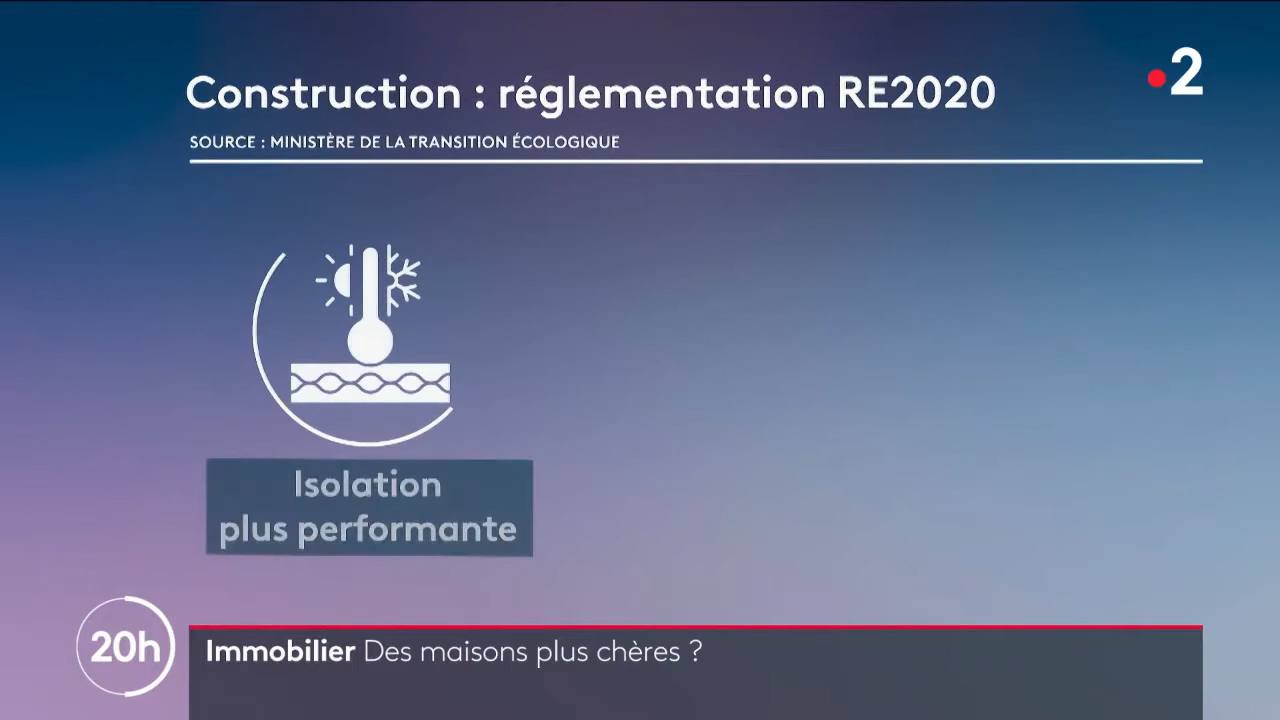 Construction : réglementation RE2020
2
SOURCE : MINISTÈRE DE LA TRANSITION ÉCOLOGIQUE
Isolation
plus performante
20h
Immobilier Des maisons plus chères ?